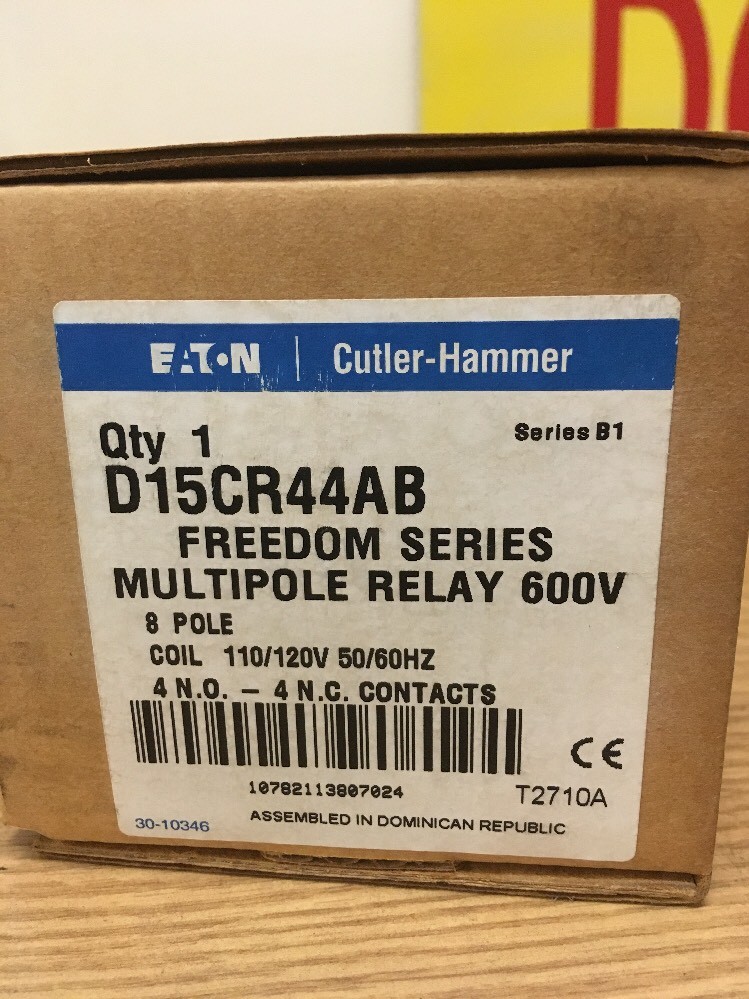 EATON | Cutler-Hammer
Qty 1 Series B1
D15CR44AB
FREEDOM SERIES
MULTIPOLE RELAY 600V
8 POLE
COIL 110/120V 50/60HZ
4 N.O. – 4 N.C. CONTACTS
CE
10782113807024
T2710A
30-10346
ASSEMBLED IN DOMINICAN REPUBLIC